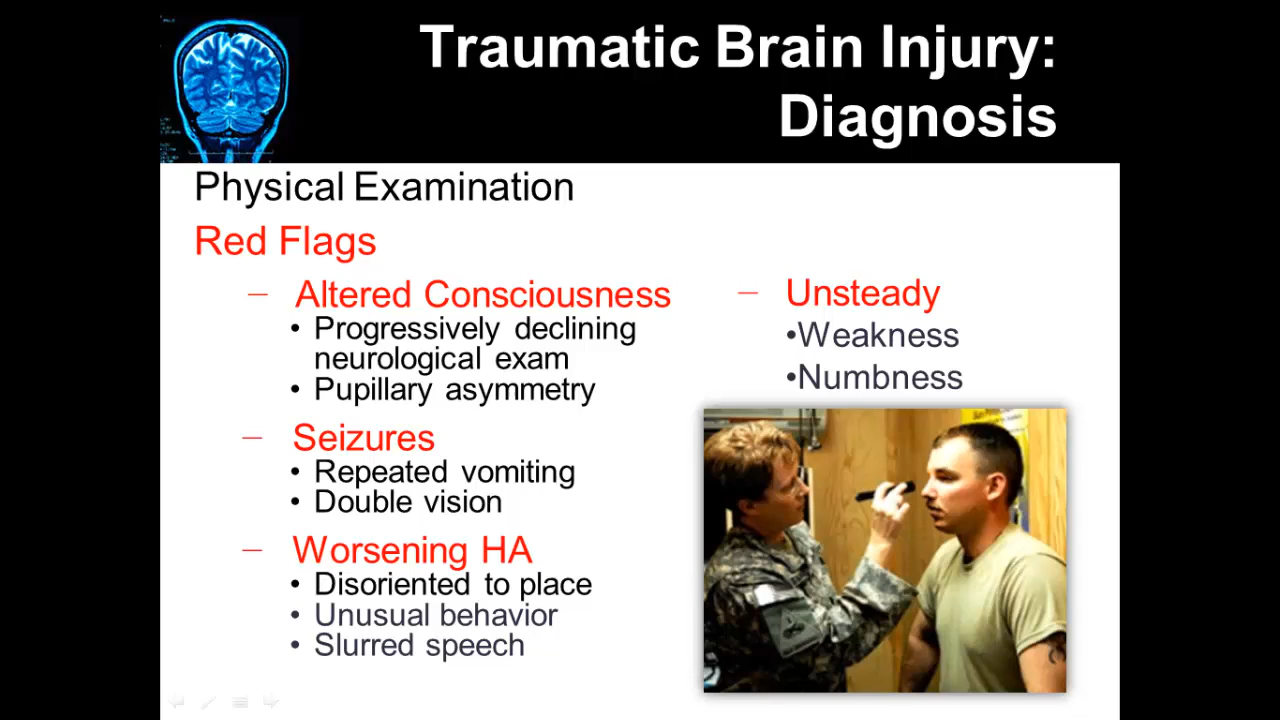 Traumatic Brain Injury:
Diagnosis
Physical Examination
Red Flags
– Altered Consciousness
• Progressively declining
neurological exam
• Pupillary asymmetry
– Seizures
• Repeated vomiting
• Double vision
– Worsening HA
• Disoriented to place
• Unusual behavior
• Slurred speech
– Unsteady
•Weakness
•Numbness